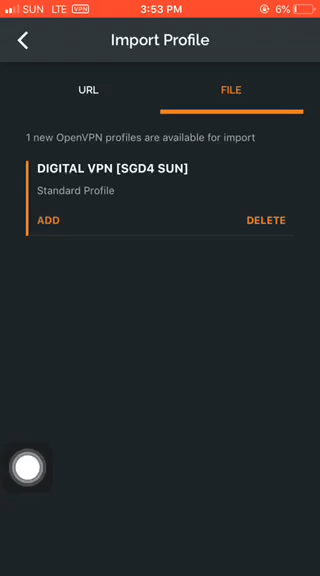 SUN LTE VPN 3:53 PM 6%
Import Profile
URL FILE
1 new OpenVPN profiles are available for import
DIGITAL VPN [SGD4 SUN]
Standard Profile
ADD DELETE